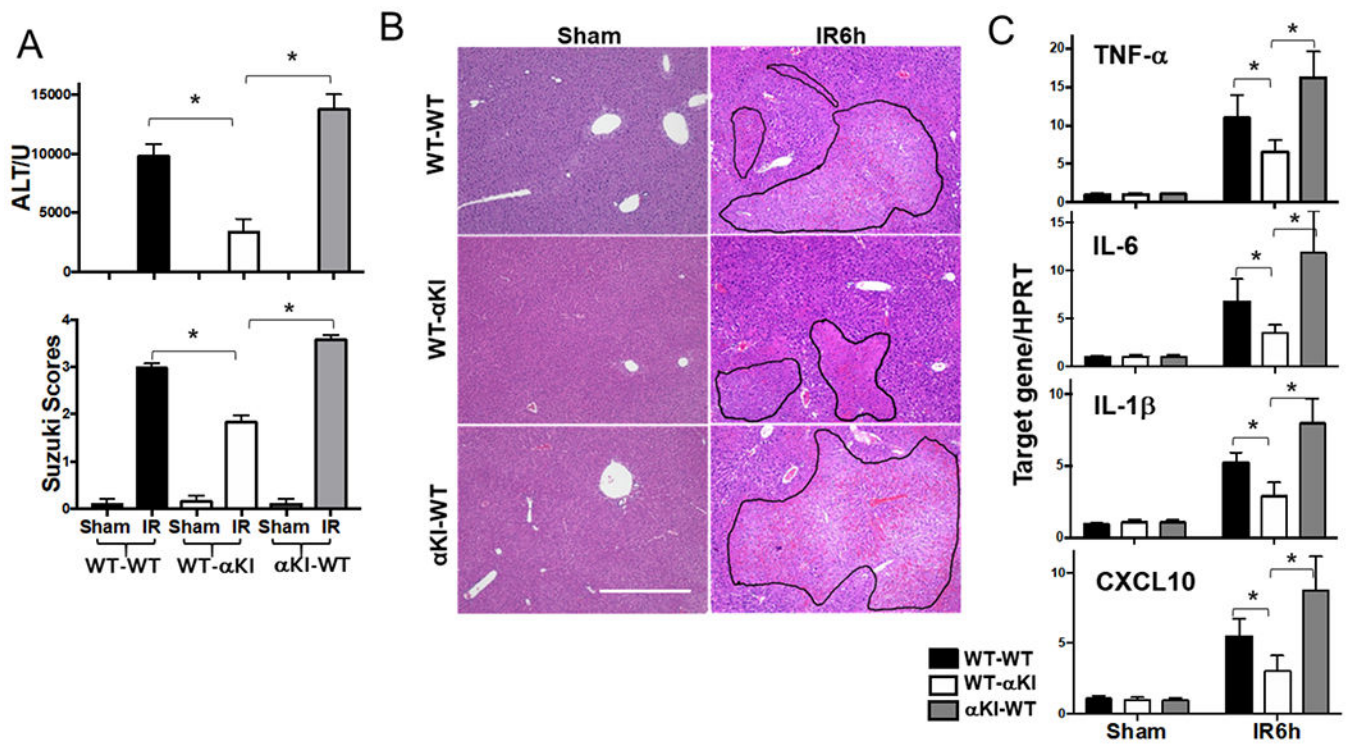 A
*
*
15000
10000
5000
0
ALT/U
*
*
4
3
2
1
0
Suzuki Scores
Sham IR Sham IR Sham IR
WT-WT WT-αKI αKI-WT
B
Sham IR6h
WT-WT
WT-αKI
αKI-WT
C
Target gene/HPRT
TNF-α
20
15
10
5
0
*
*
IL-6
15
10
5
0
*
*
IL-1β
10
5
0
*
*
CXCL10
10
5
0
*
*
Sham IR6h
WT-WT
WT-αKI
αKI-WT